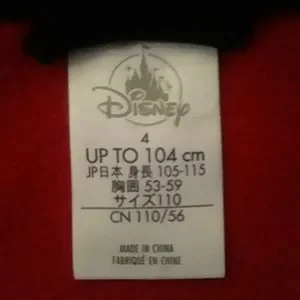 Disney
4
UP TO 104 cm
JP日本 身長 105-115
胸囲 53-59
サイズ110
CN 110/56
MADE IN CHINA
FABRIQUÉ EN CHINE